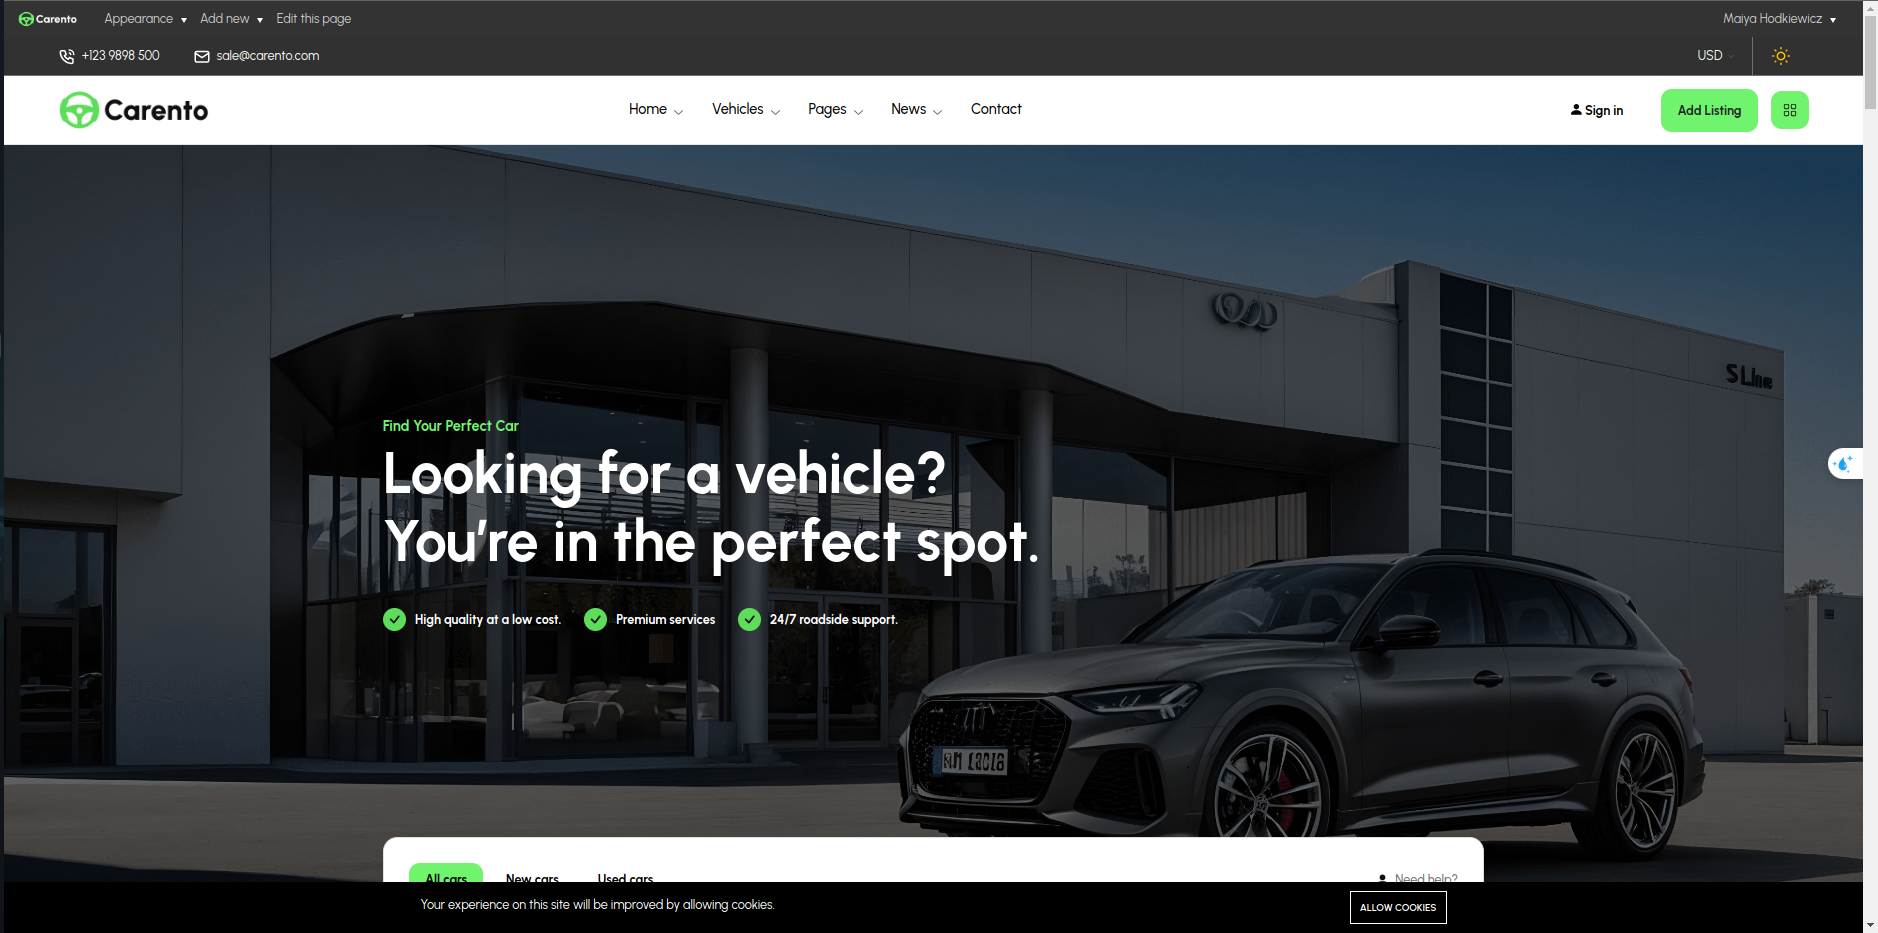 Carento Appearance Add new Edit this page Maiya Hodkiewicz
+123 9898 500 sale@carento.com USD
Carento Home Vehicles Pages News Contact Sign in Add Listing
S Line
Find Your Perfect Car
Looking for a vehicle?
You're in the perfect spot.
High quality at a low cost. Premium services 24/7 roadside support.
All cars New cars Used cars Need help?
Your experience on this site will be improved by allowing cookies. ALLOW COOKIES